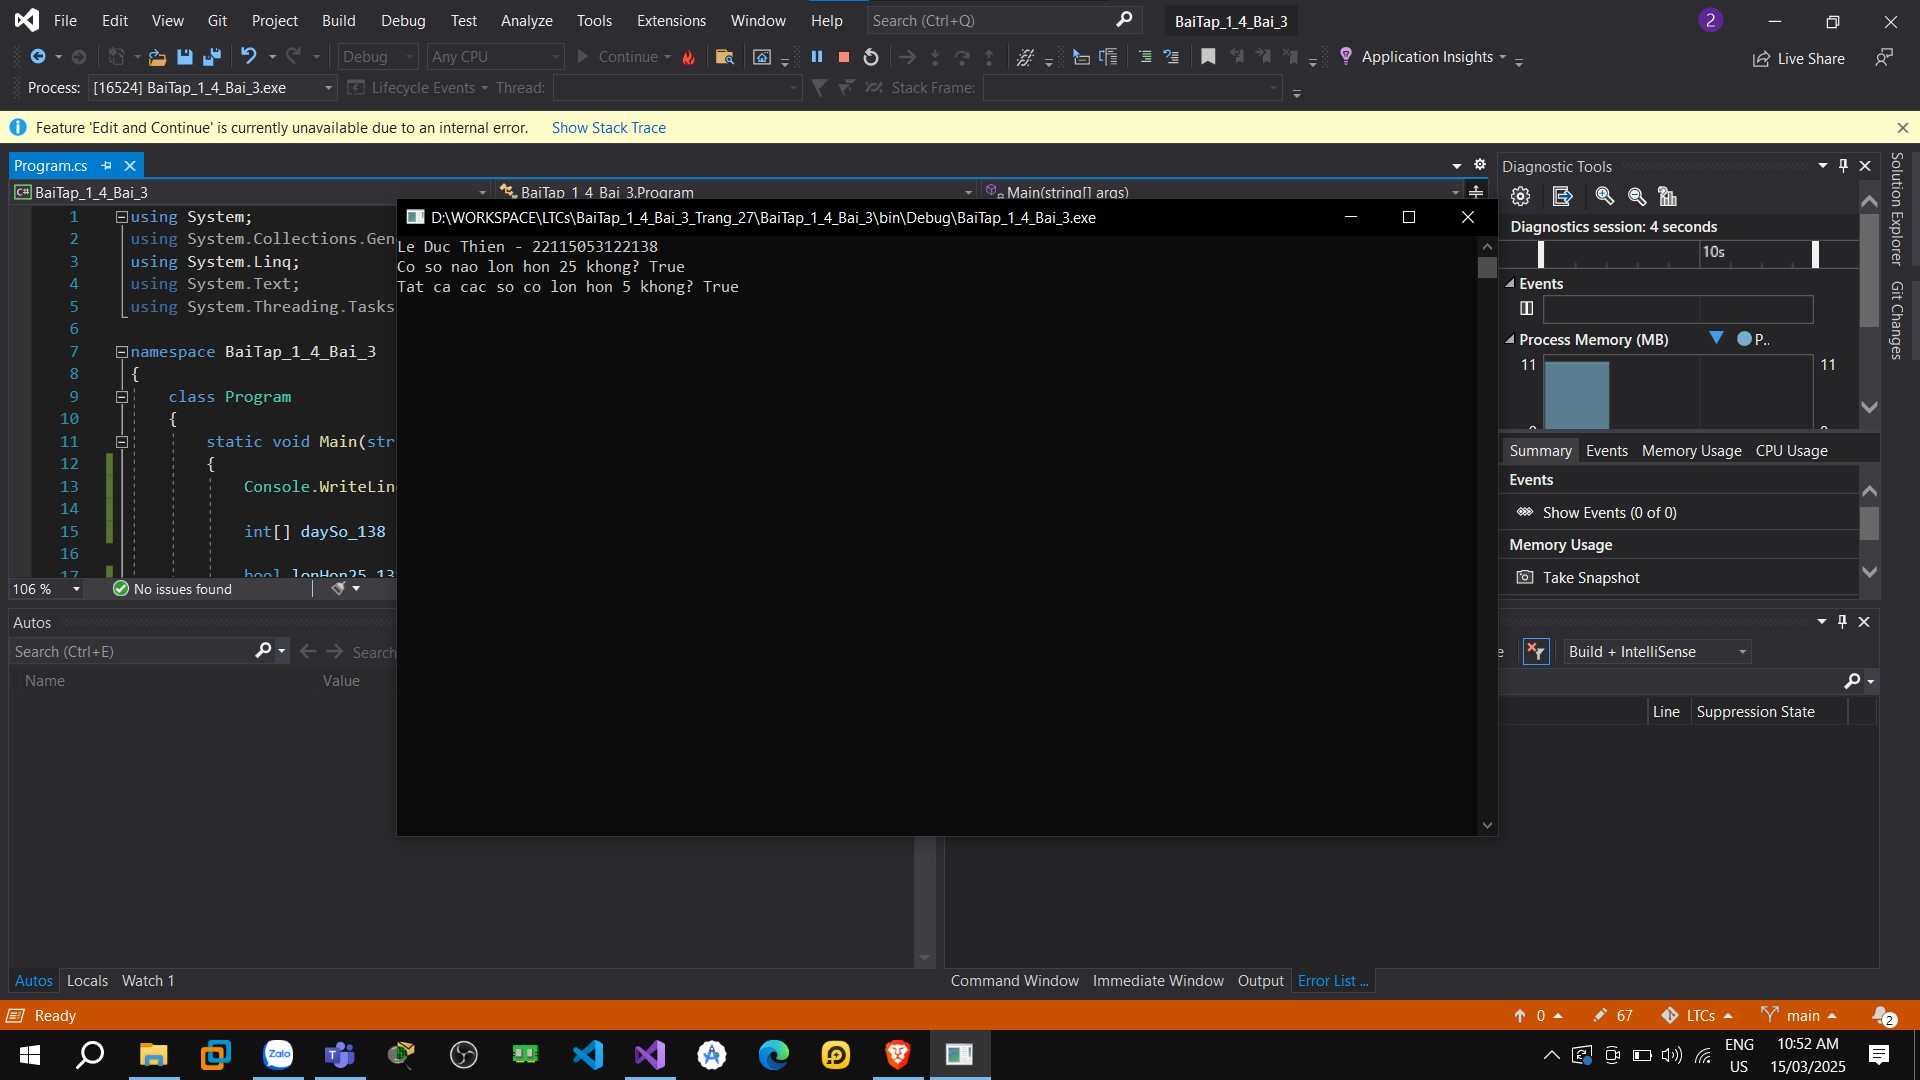 File Edit View Git Project Build Debug Test Analyze Tools Extensions Window Help Search (Ctrl+Q) BaiTap_1_4_Bai_3 2
Debug Any CPU Continue Application Insights Live Share
Process: [16524] BaiTap_1_4_Bai_3.exe Lifecycle Events Thread: Stack Frame:
Feature 'Edit and Continue' is currently unavailable due to an internal error. Show Stack Trace
Program.cs
BaiTap_1_4_Bai_3 BaiTap_1_4_Bai_3.Program Main(string[] args)
1 using System;
2 using System.Collections.Gen
3 using System.Linq;
4 using System.Text;
5 using System.Threading.Tasks
6
7 namespace BaiTap_1_4_Bai_3
8 {
9 class Program
10 {
11 static void Main(str
12 {
13 Console.WriteLin
14
15 int[] daySo_138
16
17 bool lonHon25_13
106 % No issues found
D:\WORKSPACE\LTCs\BaiTap_1_4_Bai_3_Trang_27\BaiTap_1_4_Bai_3\bin\Debug\BaiTap_1_4_Bai_3.exe
Le Duc Thien - 22115053122138
Co so nao lon hon 25 khong? True
Tat ca cac so co lon hon 5 khong? True
Diagnostic Tools
Diagnostics session: 4 seconds
10s
Events
Process Memory (MB) P..
11 11
Summary Events Memory Usage CPU Usage
Events
Show Events (0 of 0)
Memory Usage
Take Snapshot
Solution Explorer
Git Changes
Autos
Search (Ctrl+E) Search
Name Value
Build + IntelliSense
Line Suppression State
Autos Locals Watch 1
Command Window Immediate Window Output Error List ...
Ready 0 67 LTCs main 2
Zalo
ENG
US
10:52 AM
15/03/2025